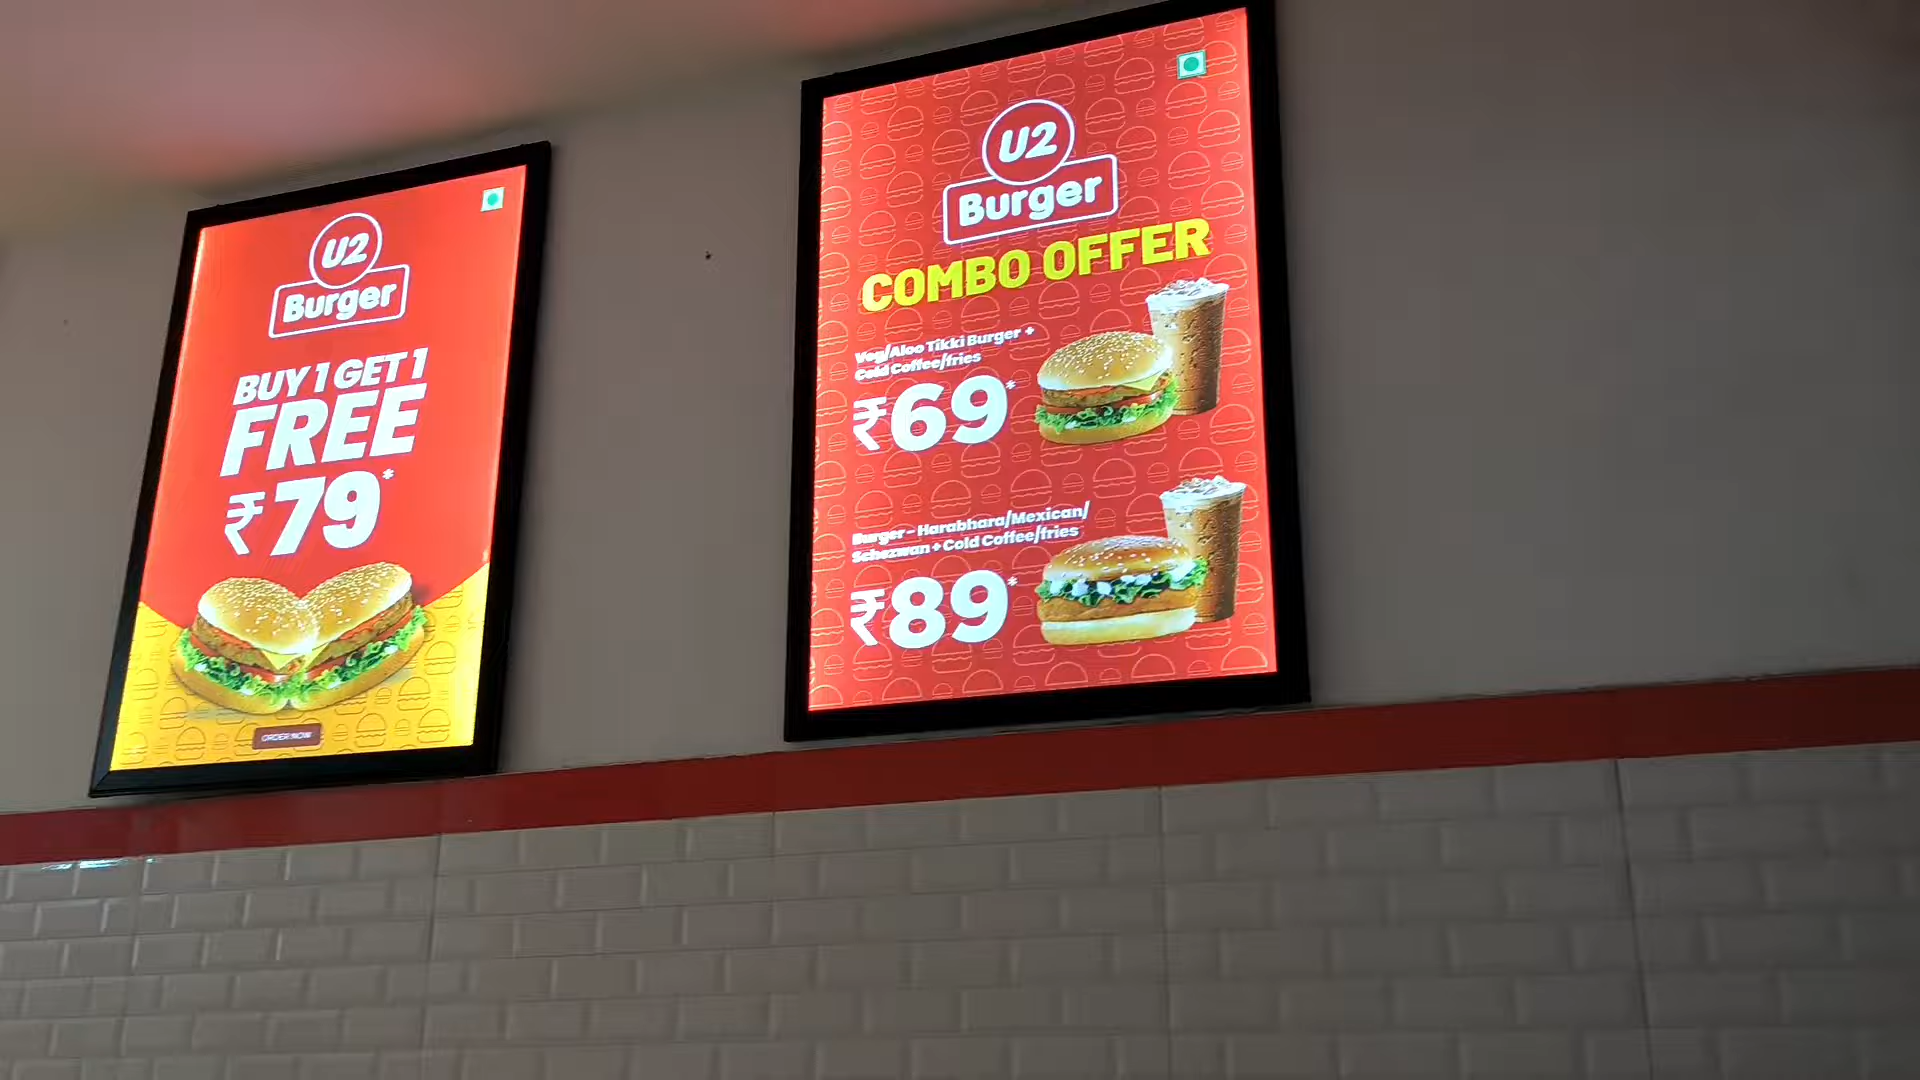 U2
Burger
BUY 1 GET 1
FREE
₹79*
ORDER NOW
U2
Burger
COMBO OFFER
Veg/Aloo Tikki Burger +
Cold Coffee/fries
₹69*
Burger - Harabhara/Mexican/
Schezwan + Cold Coffee/fries
₹89*